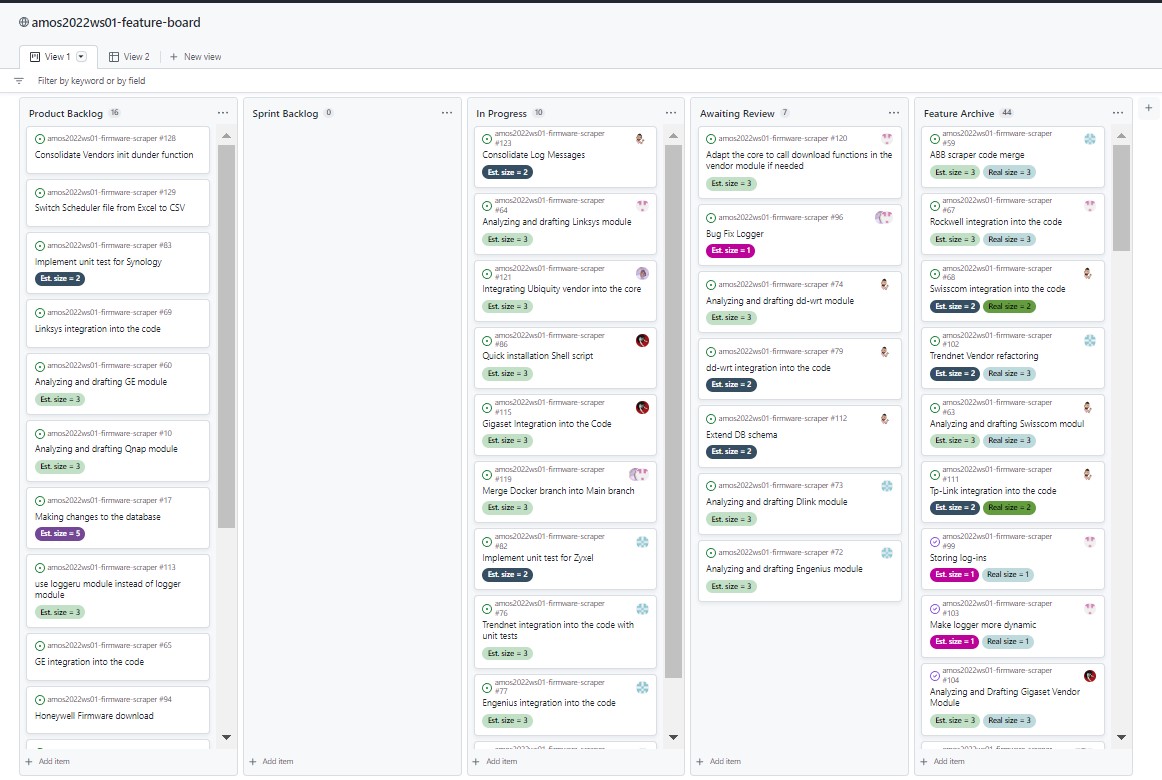 amos2022ws01-feature-board
View 1
View 2
New view
Filter by keyword or by field
Product Backlog 16
amos2022ws01-firmware-scraper #128
Consolidate Vendors init dunder function
amos2022ws01-firmware-scraper #129
Switch Scheduler file from Excel to CSV
amos2022ws01-firmware-scraper #83
Implement unit test for Synology
Est. size = 2
amos2022ws01-firmware-scraper #69
Linksys integration into the code
amos2022ws01-firmware-scraper #60
Analyzing and drafting GE module
Est. size = 3
amos2022ws01-firmware-scraper #10
Analyzing and drafting Qnap module
Est. size = 3
amos2022ws01-firmware-scraper #17
Making changes to the database
Est. size = 5
amos2022ws01-firmware-scraper #113
use loggeru module instead of logger
module
Est. size = 3
amos2022ws01-firmware-scraper #65
GE integration into the code
amos2022ws01-firmware-scraper #94
Honeywell Firmware download
Add item
Sprint Backlog 0
Add item
In Progress 10
amos2022ws01-firmware-scraper
#123
Consolidate Log Messages
Est. size = 2
amos2022ws01-firmware-scraper
#64
Analyzing and drafting Linksys module
Est. size = 3
amos2022ws01-firmware-scraper
#121
Integrating Ubiquity vendor into the core
Est. size = 3
amos2022ws01-firmware-scraper
#86
Quick installation Shell script
Est. size = 3
amos2022ws01-firmware-scraper
#115
Gigaset Integration into the Code
Est. size = 3
amos2022ws01-firmware-scraper
#119
Merge Docker branch into Main branch
Est. size = 3
amos2022ws01-firmware-scraper
#82
Implement unit test for Zyxel
Est. size = 2
amos2022ws01-firmware-scraper
#76
Trendnet integration into the code with
unit tests
Est. size = 3
amos2022ws01-firmware-scraper
#77
Engenius integration into the code
Est. size = 3
Add item
Awaiting Review 7
amos2022ws01-firmware-scraper #120
Adapt the core to call download functions in the
vendor module if needed
Est. size = 3
amos2022ws01-firmware-scraper #96
Bug Fix Logger
Est. size = 1
amos2022ws01-firmware-scraper #74
Analyzing and drafting dd-wrt module
Est. size = 3
amos2022ws01-firmware-scraper #79
dd-wrt integration into the code
Est. size = 2
amos2022ws01-firmware-scraper #112
Extend DB schema
Est. size = 2
amos2022ws01-firmware-scraper #73
Analyzing and drafting Dlink module
Est. size = 3
amos2022ws01-firmware-scraper #72
Analyzing and drafting Engenius module
Est. size = 3
Add item
Feature Archive 44
amos2022ws01-firmware-scraper
#59
ABB scraper code merge
Est. size = 3 Real size = 3
amos2022ws01-firmware-scraper
#67
Rockwell integration into the code
Est. size = 3 Real size = 3
amos2022ws01-firmware-scraper
#68
Swisscom integration into the code
Est. size = 2 Real size = 2
amos2022ws01-firmware-scraper
#102
Trendnet Vendor refactoring
Est. size = 2 Real size = 3
amos2022ws01-firmware-scraper
#63
Analyzing and drafting Swisscom modul
Est. size = 3 Real size = 3
amos2022ws01-firmware-scraper
#111
Tp-Link integration into the code
Est. size = 2 Real size = 2
amos2022ws01-firmware-scraper
#99
Storing log-ins
Est. size = 1 Real size = 1
amos2022ws01-firmware-scraper
#103
Make logger more dynamic
Est. size = 1 Real size = 1
amos2022ws01-firmware-scraper
#104
Analyzing and Drafting Gigaset Vendor
Module
Est. size = 3 Real size = 3
Add item